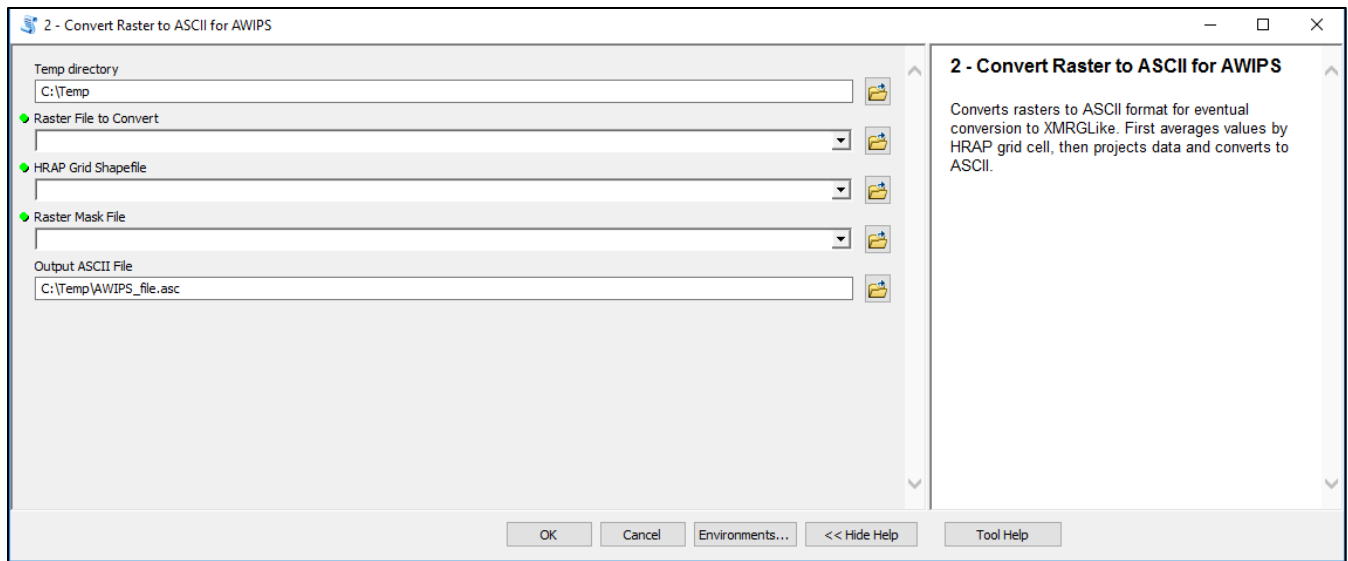 2 - Convert Raster to ASCII for AWIPS
Temp directory
C:\Temp
Raster File to Convert
HRAP Grid Shapefile
Raster Mask File
Output ASCII File
C:\Temp\AWIPS_file.asc
2 - Convert Raster to ASCII for AWIPS
Converts rasters to ASCII format for eventual
conversion to XMRGLike. First averages values by
HRAP grid cell, then projects data and converts to
ASCII.
OK
Cancel
Environments...
<< Hide Help
Tool Help